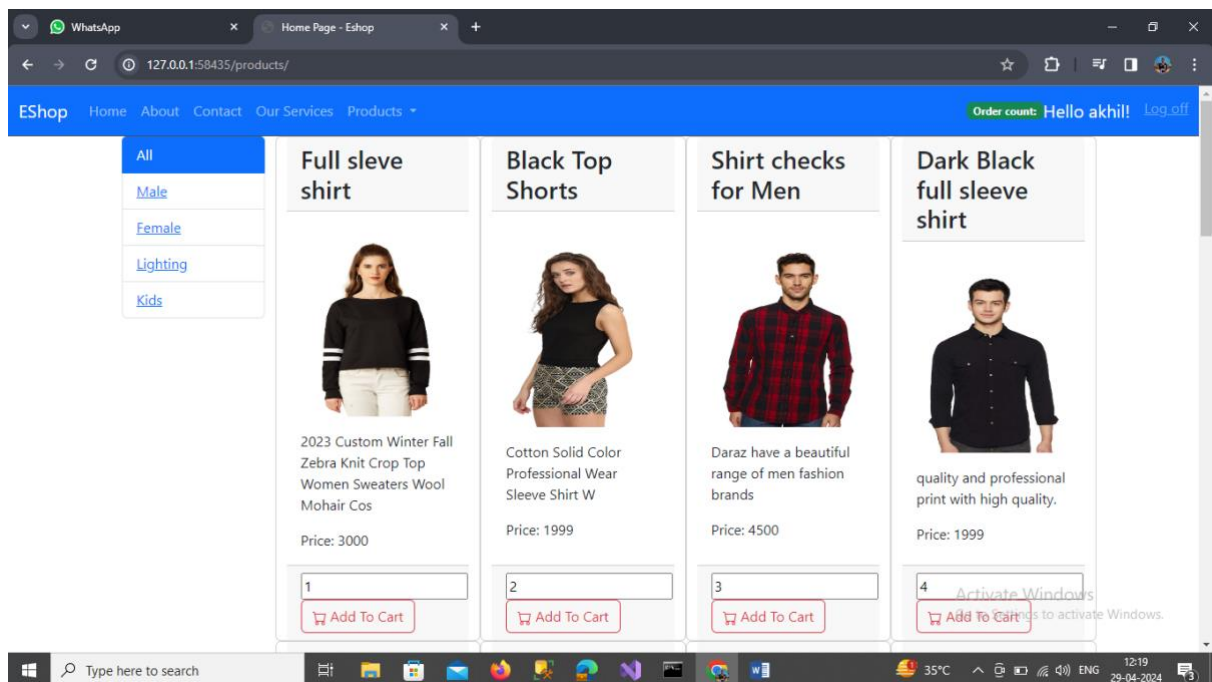 WhatsApp
Home Page - Eshop
127.0.0.1:58435/products/
EShop Home About Contact Our Services Products
Order count: Hello akhil! Log off
All
Male
Female
Lighting
Kids
Full sleve
shirt
2023 Custom Winter Fall
Zebra Knit Crop Top
Women Sweaters Wool
Mohair Cos
Price: 3000
1
Add To Cart
Black Top
Shorts
Cotton Solid Color
Professional Wear
Sleeve Shirt W
Price: 1999
2
Add To Cart
Shirt checks
for Men
Daraz have a beautiful
range of men fashion
brands
Price: 4500
3
Add To Cart
Dark Black
full sleeve
shirt
quality and professional
print with high quality.
Price: 1999
4
Add To Cart
Activate Windows
Go to Settings to activate Windows.
Type here to search
35°C
ENG
12:19
29-04-2024
3